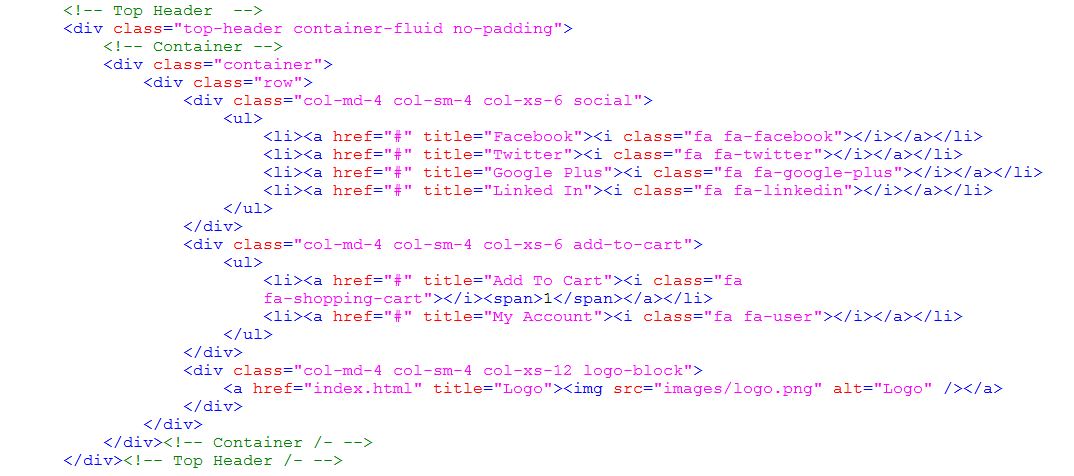 <!-- Top Header  -->
<div class="top-header container-fluid no-padding">
<!-- Container -->
<div class="container">
<div class="row">
<div class="col-md-4 col-sm-4 col-xs-6 social">
<ul>
<li><a href="#" title="Facebook"><i class="fa fa-facebook"></i></a></li>
<li><a href="#" title="Twitter"><i class="fa fa-twitter"></i></a></li>
<li><a href="#" title="Google Plus"><i class="fa fa-google-plus"></i></a></li>
<li><a href="#" title="Linked In"><i class="fa fa-linkedin"></i></a></li>
</ul>
</div>
<div class="col-md-4 col-sm-4 col-xs-6 add-to-cart">
<ul>
<li><a href="#" title="Add To Cart"><i class="fa
fa-shopping-cart"></i><span>1</span></a></li>
<li><a href="#" title="My Account"><i class="fa fa-user"></i></a></li>
</ul>
</div>
<div class="col-md-4 col-sm-4 col-xs-12 logo-block">
<a href="index.html" title="Logo"><img src="images/logo.png" alt="Logo" /></a>
</div>
</div>
</div><!-- Container /- -->
</div><!-- Top Header /- -->